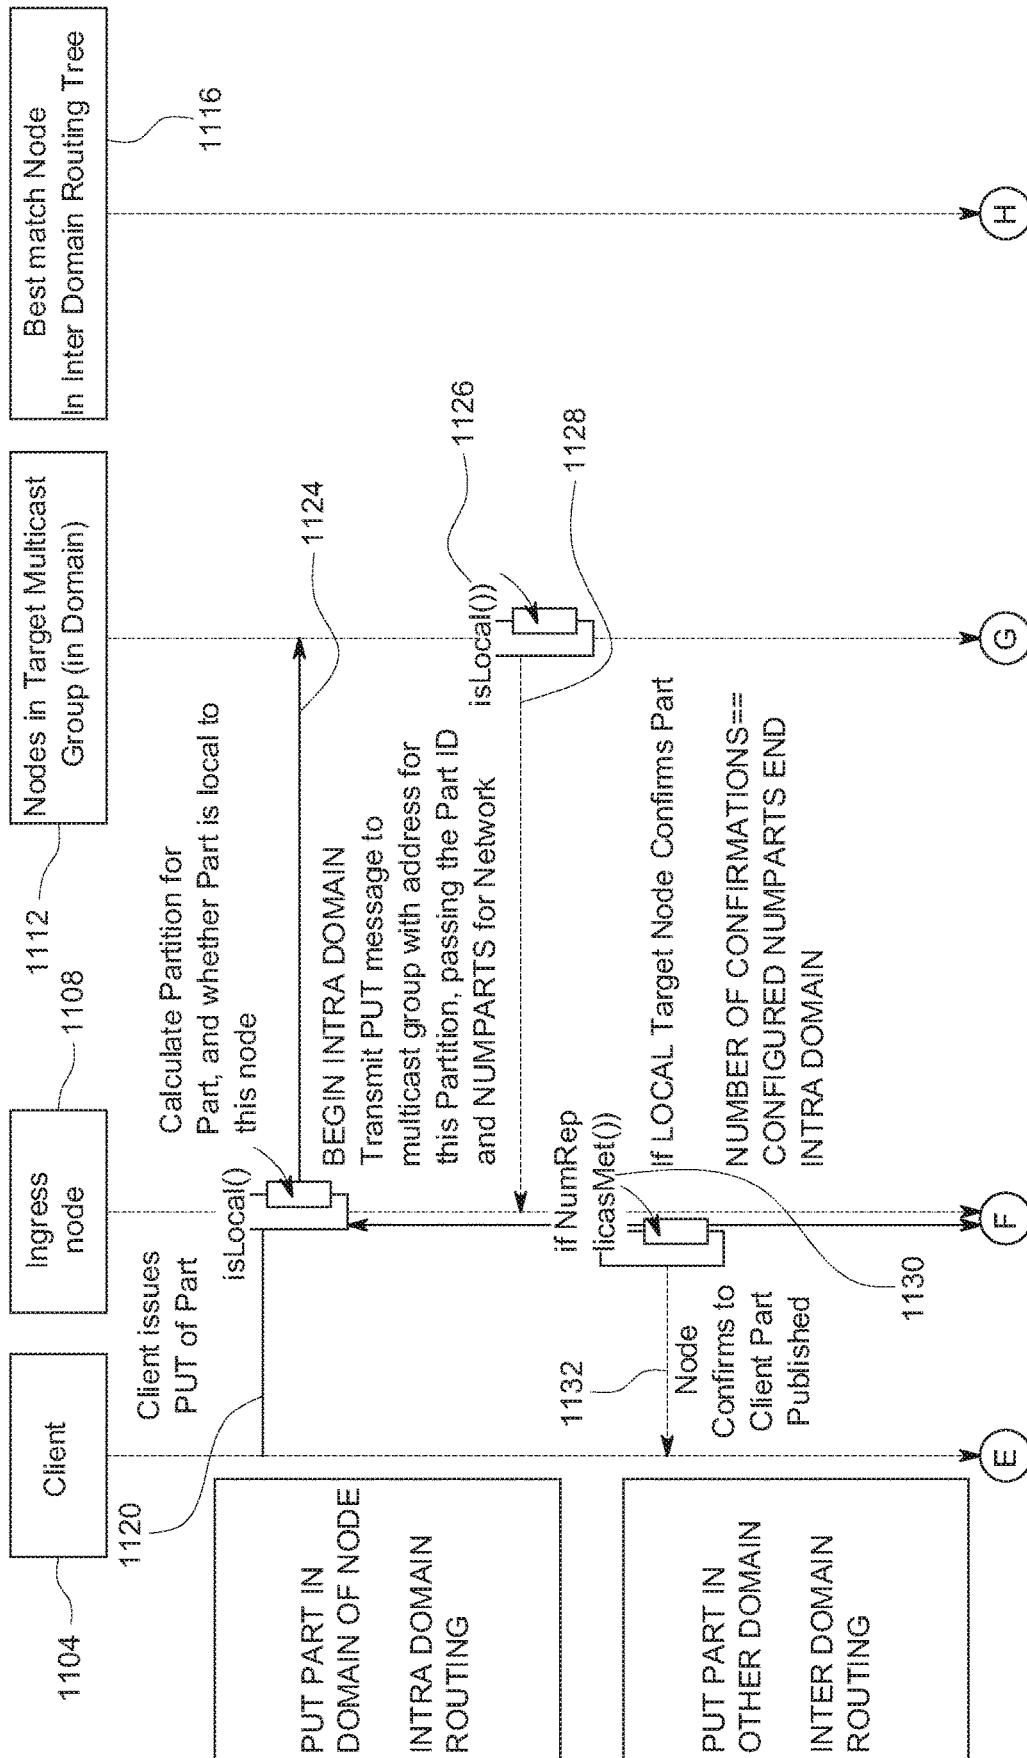 Client
Ingress
node
Nodes in Target Multicast
Group (in Domain)
Best match Node
In Inter Domain Routing Tree
1104
1108
1112
1116
PUT PART IN
DOMAIN OF NODE
INTRA DOMAIN
ROUTING
1120
Client issues
PUT of Part
isLocal()
Calculate Partition for
Part, and whether Part is local to
this node
1124
BEGIN INTRA DOMAIN
Transmit PUT message to
multicast group with address for
this Partition, passing the Part ID
and NUMPARTS for Network
isLocal())
1126
1128
PUT PART IN
OTHER DOMAIN
INTER DOMAIN
ROUTING
1132
Node
Confirms to
Client Part
Published
if NumRep
licasMet())
1130
If LOCAL Target Node Confirms Part
NUMBER OF CONFIRMATIONS==
CONFIGURED NUMPARTS END
INTRA DOMAIN
E
F
G
H